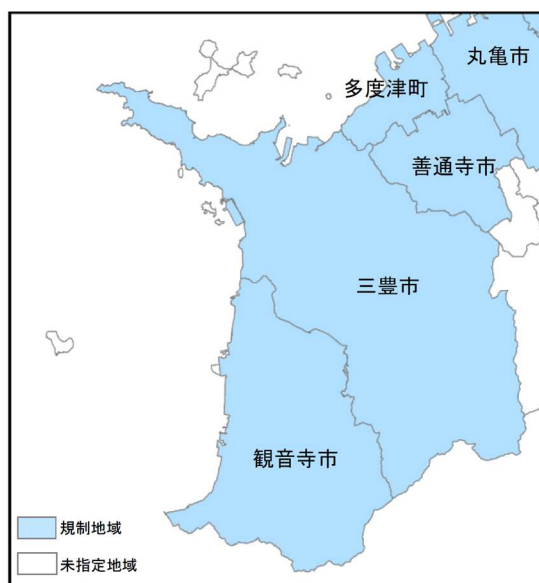 丸亀市
多度津町
善通寺市
三豊市
観音寺市
規制地域
未指定地域